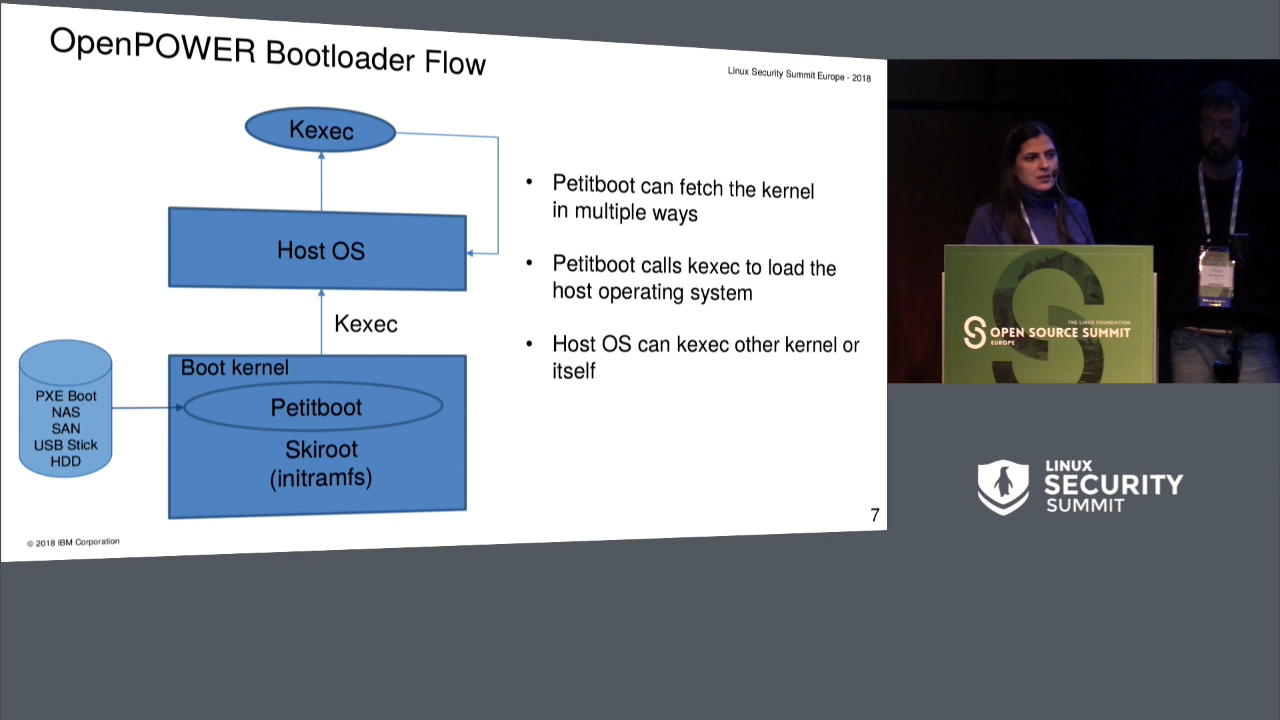 OpenPOWER Bootloader Flow
Linux Security Summit Europe - 2018
Kexec
Host OS
Kexec
Boot kernel
Petitboot
Skiroot
(initramfs)
PXE Boot
NAS
SAN
USB Stick
HDD
• Petitboot can fetch the kernel
in multiple ways
• Petitboot calls kexec to load the
host operating system
• Host OS can kexec other kernel or
itself
7
© 2018 IBM Corporation
THE LINUX FOUNDATION
OPEN SOURCE SUMMIT
EUROPE
LINUX
SECURITY
SUMMIT